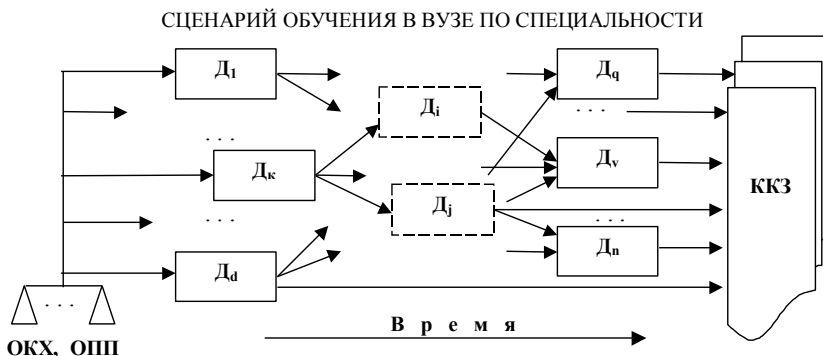 СЦЕНАРИЙ ОБУЧЕНИЯ В ВУЗЕ ПО СПЕЦИАЛЬНОСТИ
Д1
Дq
. . .
Дi
. . .
Дк
Дv
ККЗ
Дj
. . .
. . .
Дd
Дn
. . .
В р е м я
ОКХ, ОПП